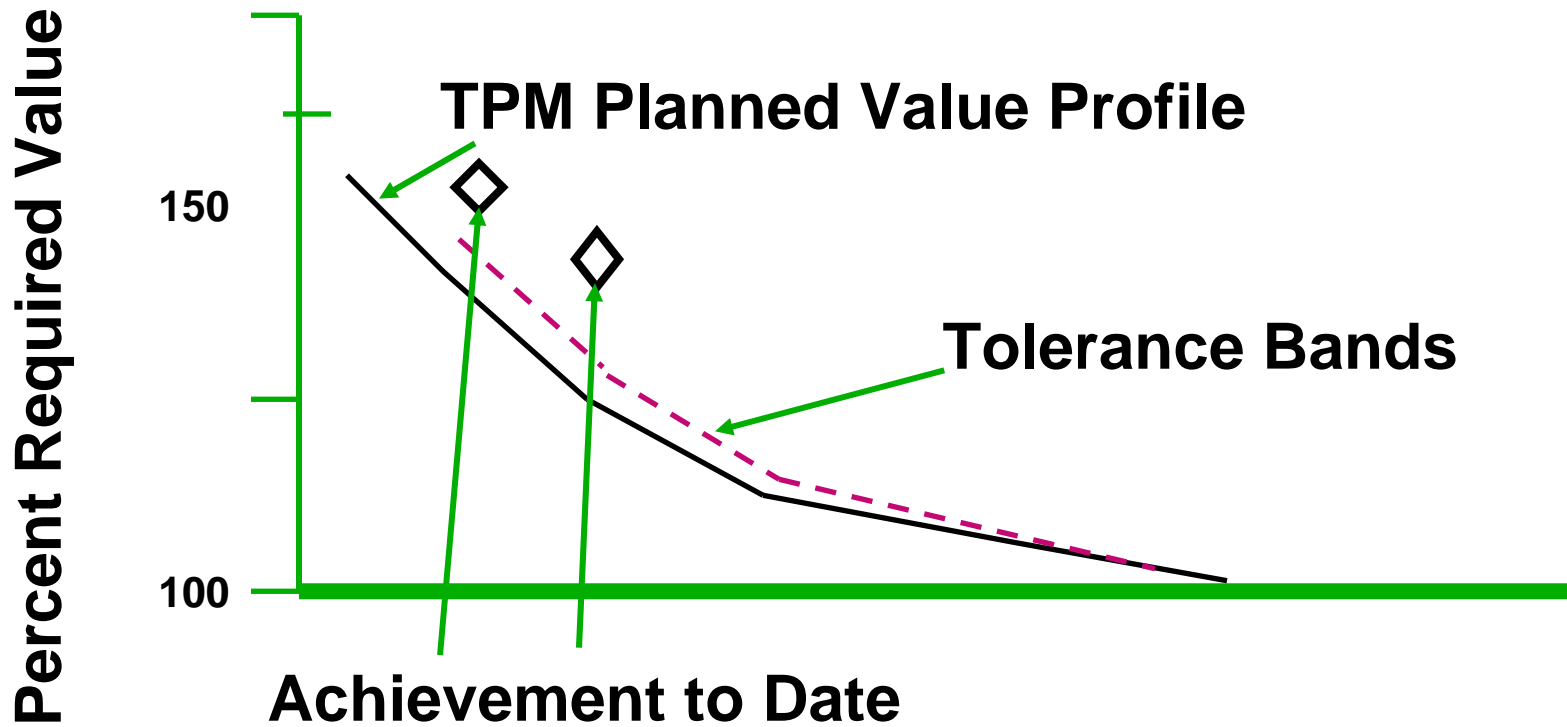 Percent Required Value
TPM Planned Value Profile
150
Tolerance Bands
100
Achievement to Date